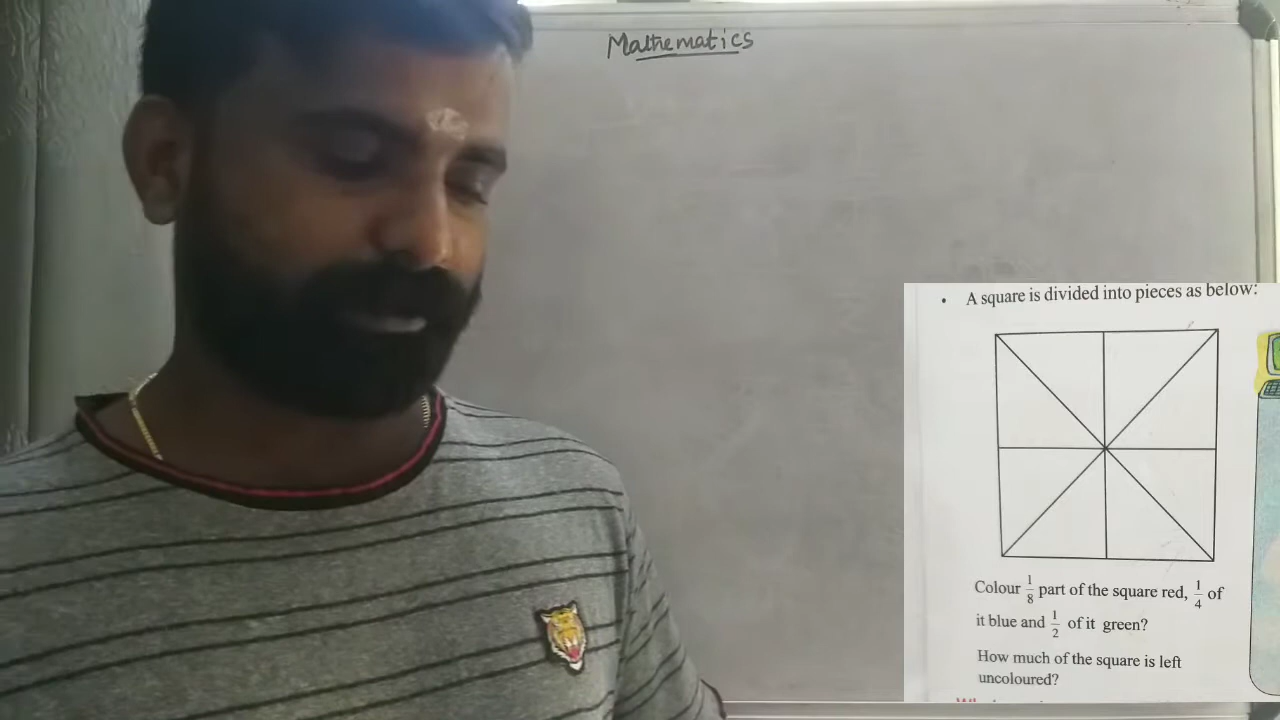 Mathematics
• A square is divided into pieces as below:
Colour 1/8 part of the square red, 1/4 of
it blue and 1/2 of it green?
How much of the square is left
uncoloured?